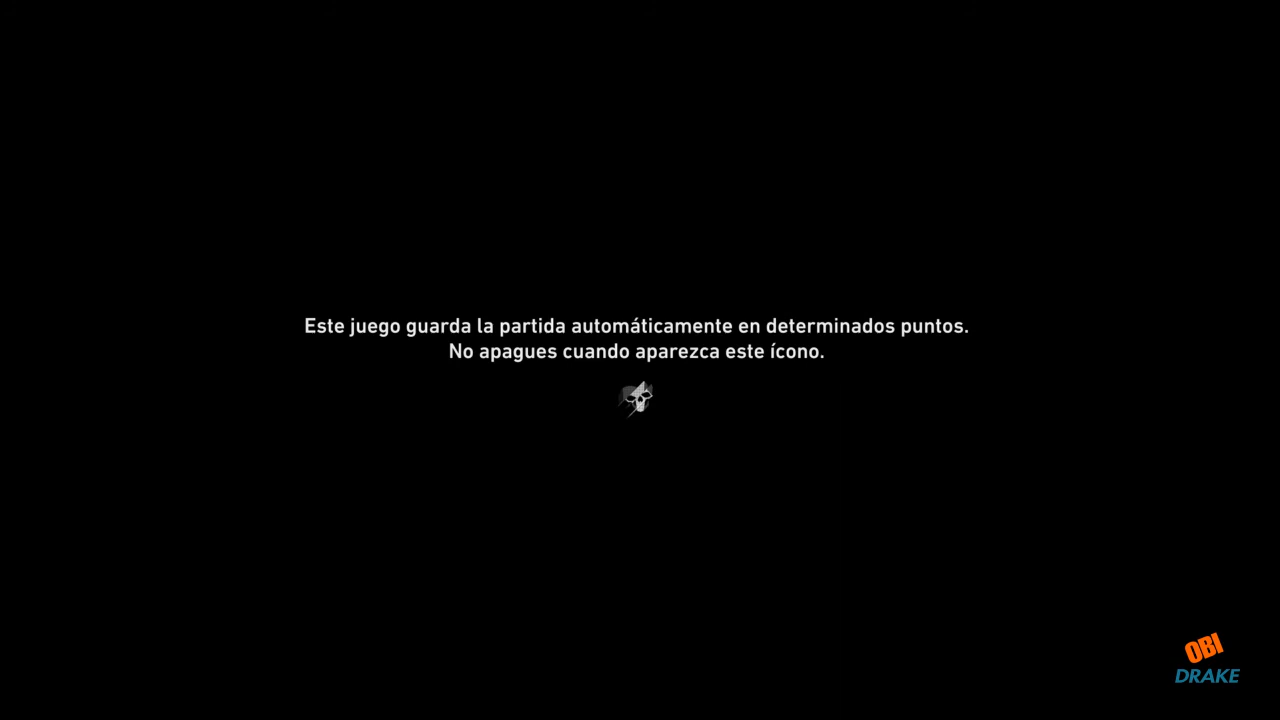 Este juego guarda la partida automáticamente en determinados puntos.
No apagues cuando aparezca este ícono.
OBI
DRAKE